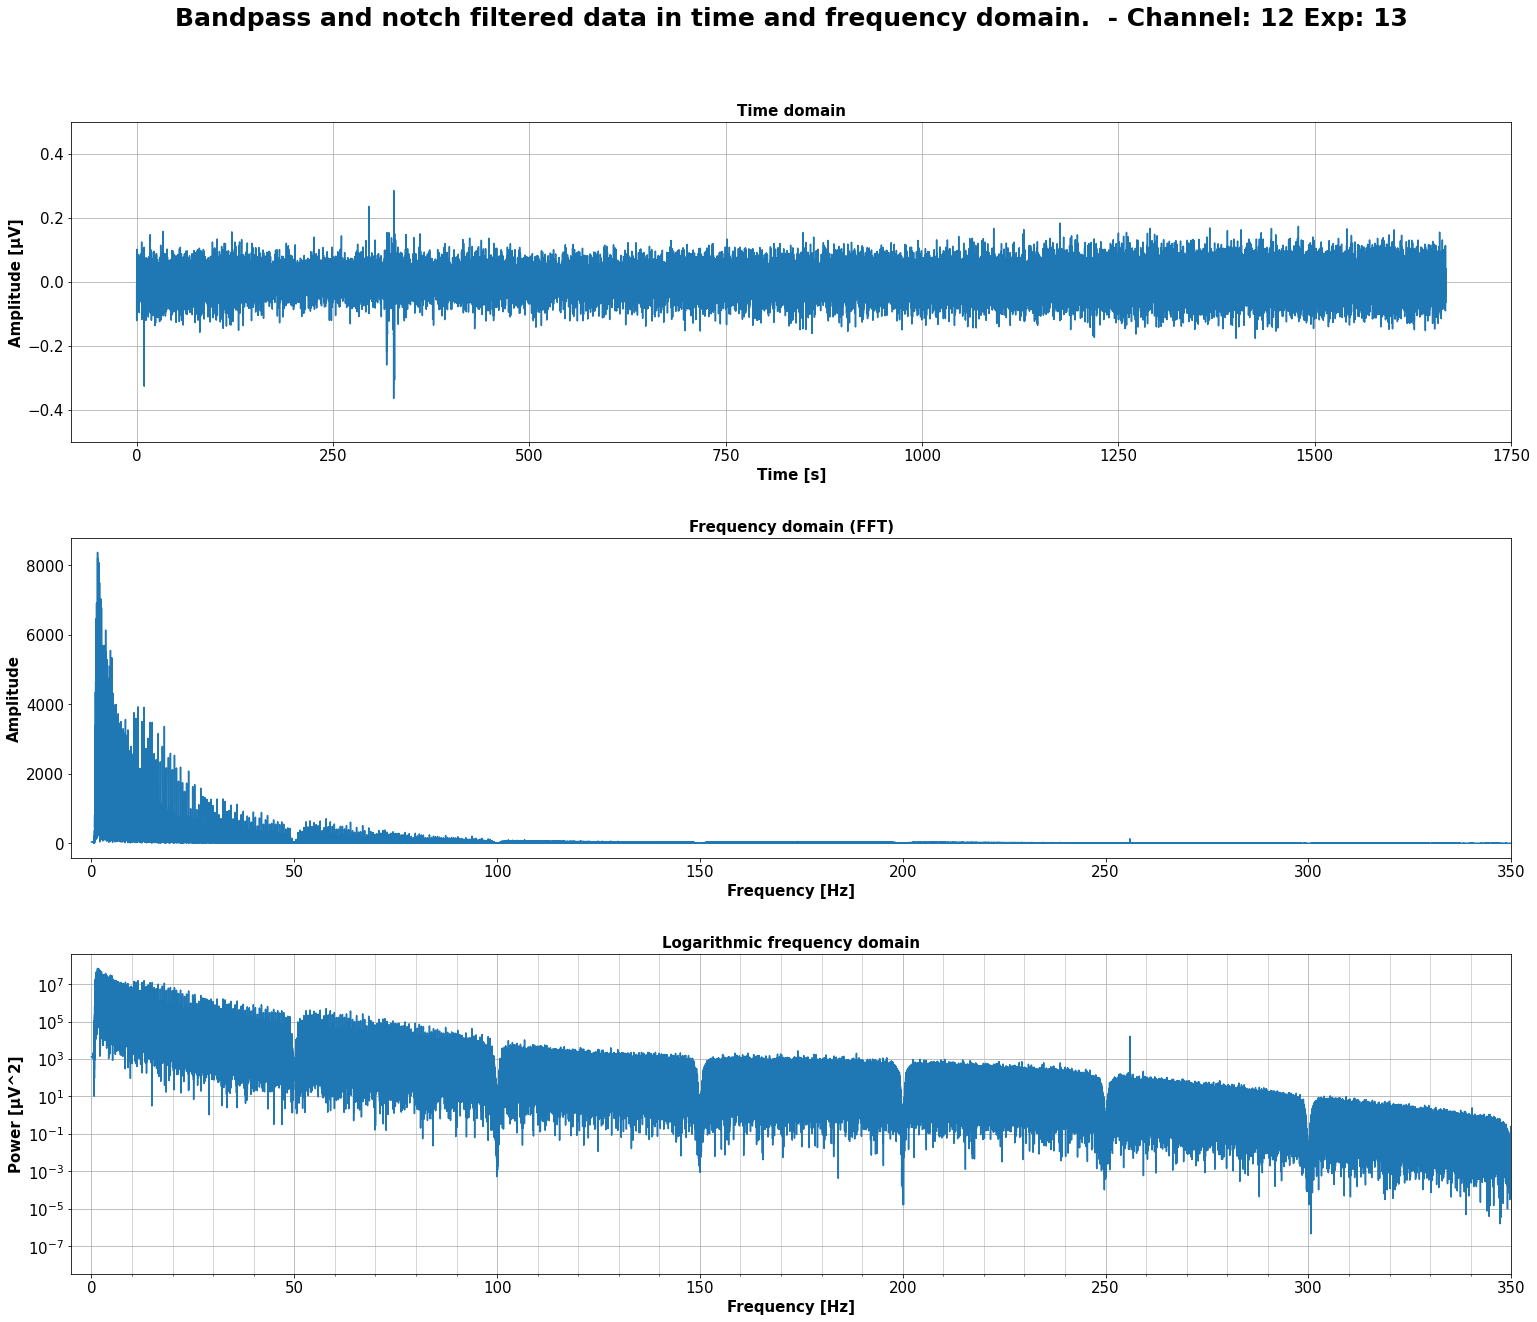 Bandpass and notch filtered data in time and frequency domain.  - Channel: 12 Exp: 13
Time domain
Amplitude [µV]
0.4
0.2
0.0
−0.2
−0.4
0 250 500 750 1000 1250 1500 1750
Time [s]
Frequency domain (FFT)
Amplitude
8000
6000
4000
2000
0
0 50 100 150 200 250 300 350
Frequency [Hz]
Logarithmic frequency domain
Power [µV^2]
10^7
10^5
10^3
10^1
10^−1
10^−3
10^−5
10^−7
0 50 100 150 200 250 300 350
Frequency [Hz]